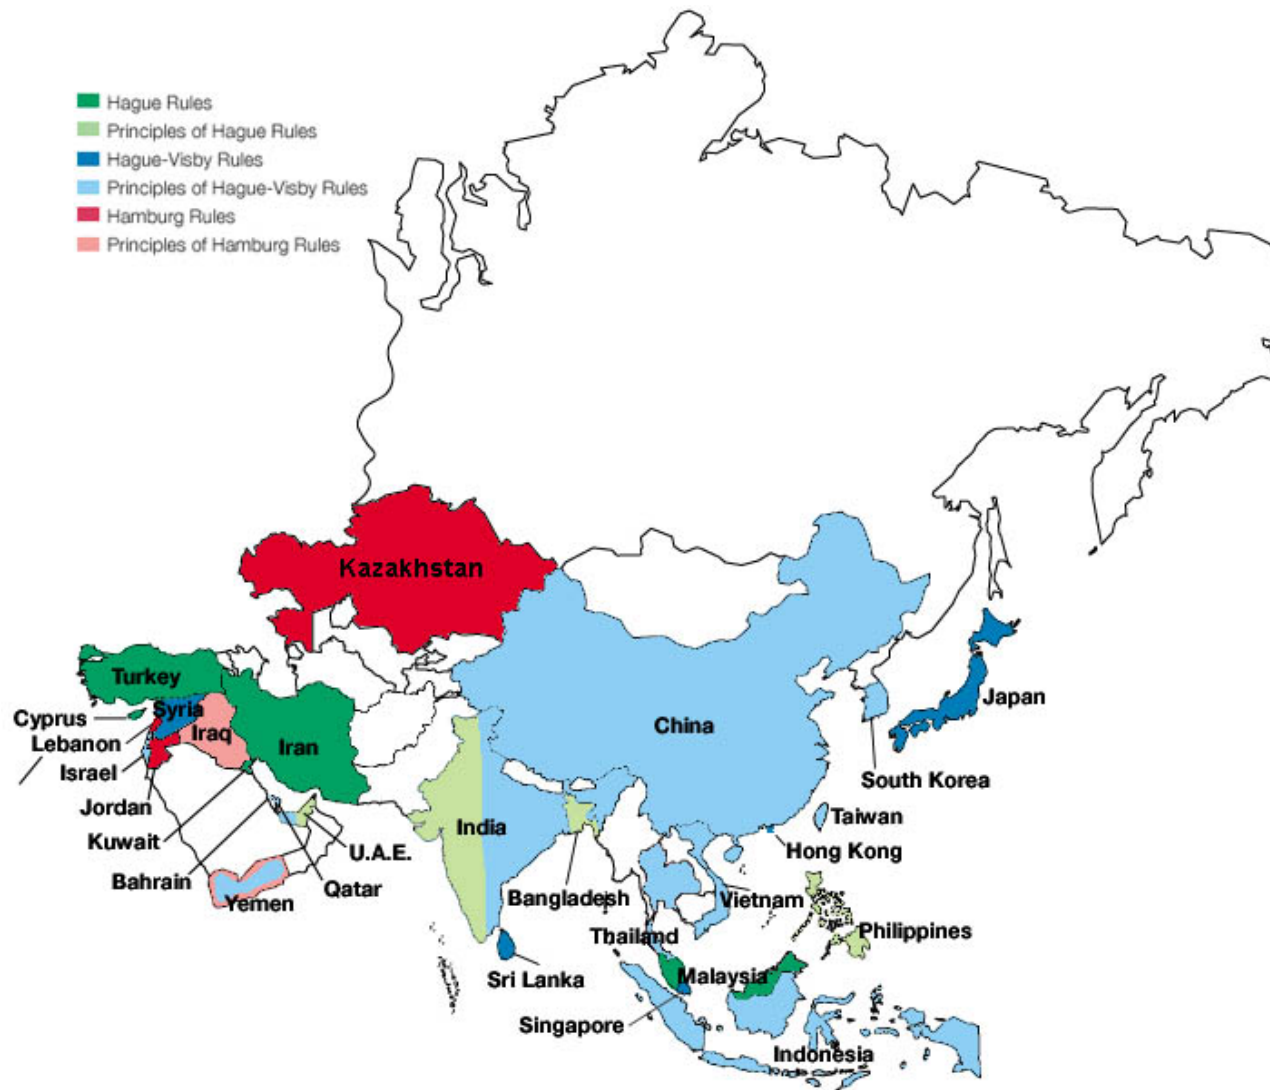 Hague Rules
Principles of Hague Rules
Hague-Visby Rules
Principles of Hague-Visby Rules
Hamburg Rules
Principles of Hamburg Rules
Kazakhstan
Turkey
Syria
Cyprus
Lebanon
Iraq
Iran
Israel
Jordan
Kuwait
Bahrain
U.A.E.
Qatar
Yemen
China
Japan
South Korea
India
Taiwan
Hong Kong
Bangladesh
Vietnam
Thailand
Philippines
Sri Lanka
Malaysia
Singapore
Indonesia